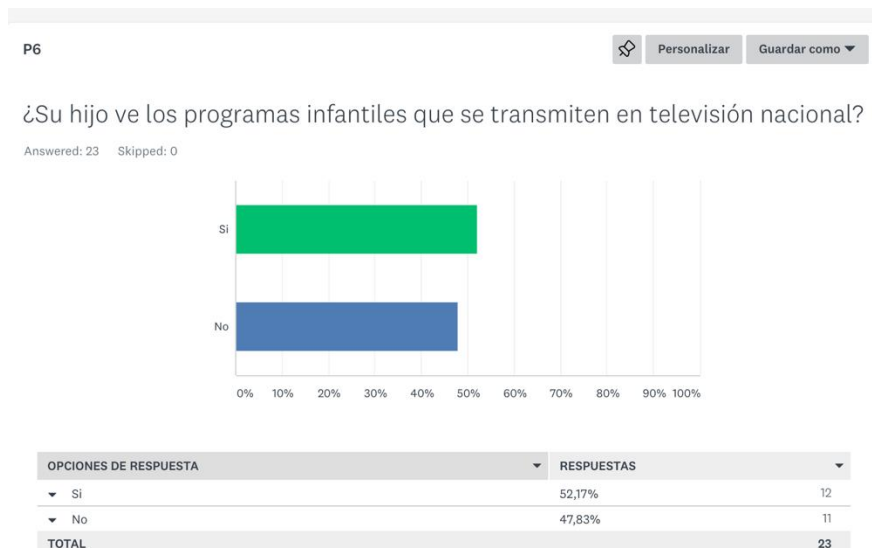 P6
Personalizar
Guardar como
¿Su hijo ve los programas infantiles que se transmiten en televisión nacional?
Answered: 23 Skipped: 0
Si
No
0% 10% 20% 30% 40% 50% 60% 70% 80% 90% 100%
OPCIONES DE RESPUESTA RESPUESTAS
Si 52,17% 12
No 47,83% 11
TOTAL 23